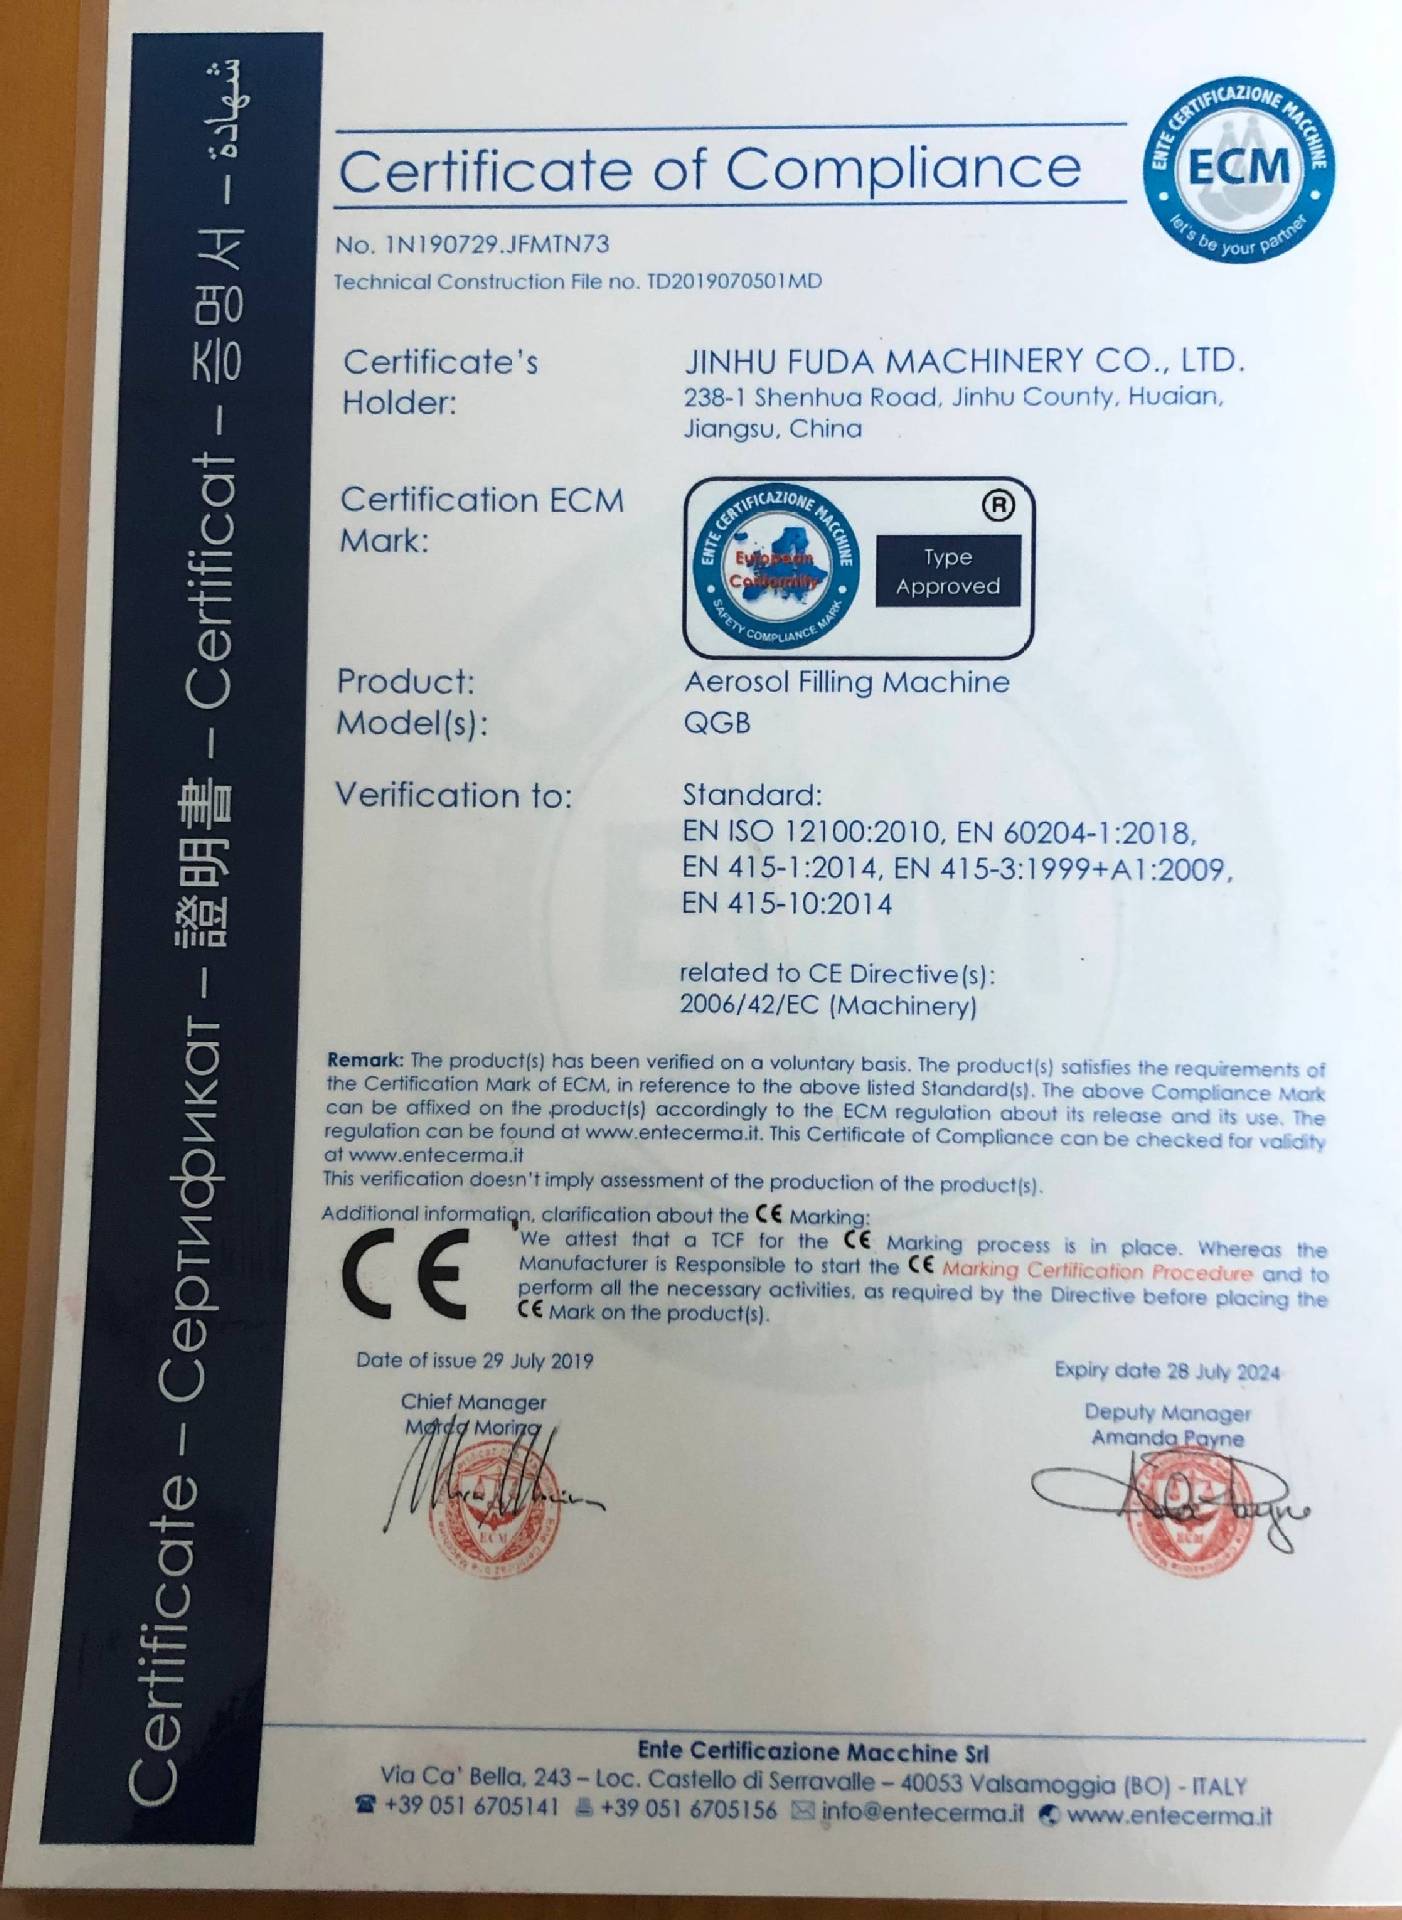 Certificate – Сертификат – 證明書 – Certificat – 증명서 – شهادة
Certificate of Compliance
ENTE CERTIFICAZIONE MACCHINE
ECM
let's be your partner
No. 1N190729.JFMTN73
Technical Construction File no. TD2019070501MD
Certificate's
Holder:
JINHU FUDA MACHINERY CO., LTD.
238-1 Shenhua Road, Jinhu County, Huaian,
Jiangsu, China
Certification ECM
Mark:
ENTE CERTIFICAZIONE MACCHINE
European
Conformity
SAFETY COMPLIANCE MARK
®
Type
Approved
Product:
Aerosol Filling Machine
Model(s):
QGB
Verification to:
Standard:
EN ISO 12100:2010, EN 60204-1:2018,
EN 415-1:2014, EN 415-3:1999+A1:2009,
EN 415-10:2014
related to CE Directive(s):
2006/42/EC (Machinery)
Remark: The product(s) has been verified on a voluntary basis. The product(s) satisfies the requirements of
the Certification Mark of ECM, in reference to the above listed Standard(s). The above Compliance Mark
can be affixed on the product(s) accordingly to the ECM regulation about its release and its use. The
regulation can be found at www.entecerma.it. This Certificate of Compliance can be checked for validity
at www.entecerma.it
This verification doesn't imply assessment of the production of the product(s).
Additional information, clarification about the CE Marking:
CE
We attest that a TCF for the CE Marking process is in place. Whereas the
Manufacturer is Responsible to start the CE Marking Certification Procedure and to
perform all the necessary activities, as required by the Directive before placing the
CE Mark on the product(s).
Date of issue 29 July 2019
Expiry date 28 July 2024
Chief Manager
Marco Morina
Deputy Manager
Amanda Payne
ECM
ECM
Ente Certificazione Macchine Srl
Via Ca' Bella, 243 – Loc. Castello di Serravalle – 40053 Valsamoggia (BO) - ITALY
☎ +39 051 6705141 +39 051 6705156 ✉ info@entecerma.it www.entecerma.it